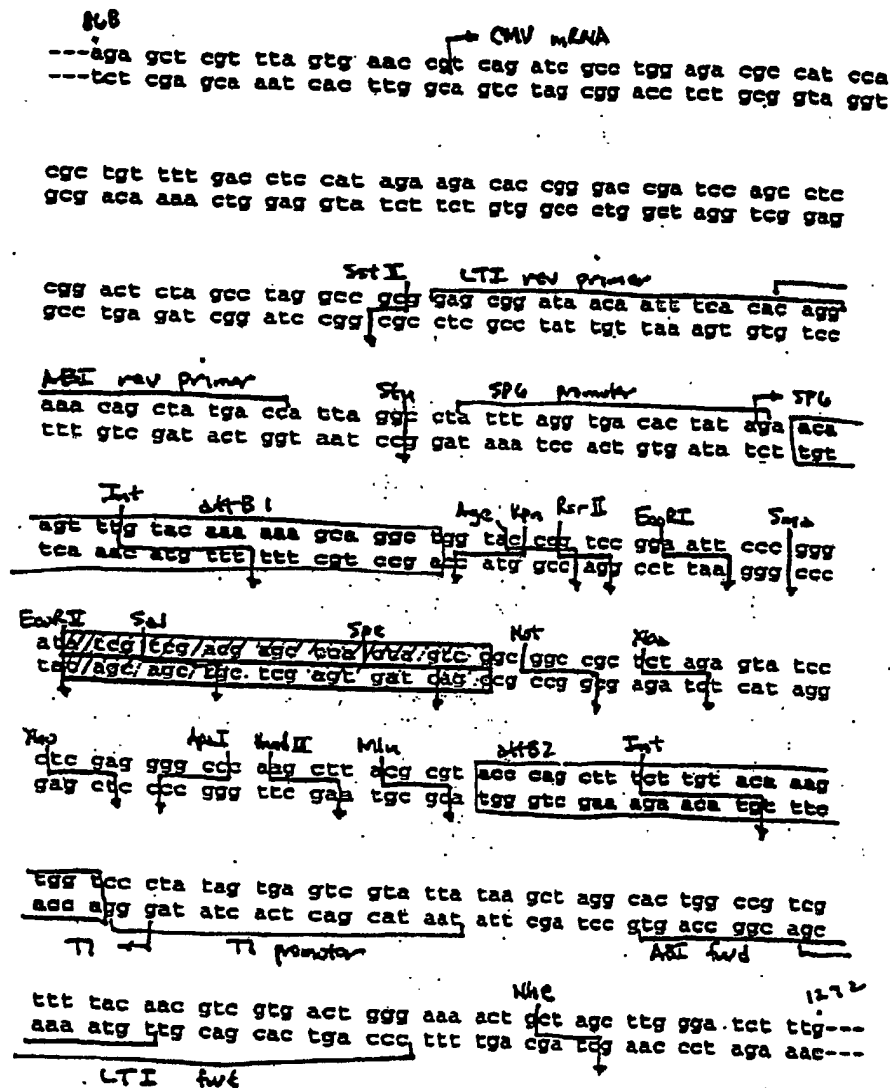 868
CMV mRNA
---aga gct cgt tta gtg aac cgt cag atc gcc tgg aga cgc cat cca
---tct cga gca aat cac ttg gca gtc tag cgg acc tct gcg gta ggt
cgc tgt ttt gac ctc cat aga aga cac cgg gac cga tcc agc ctc
gcg aca aaa ctg gag gta tct tct gtg gcc ctg gct agg tcg gag
Sst II LTI rev primer
cgg act cta gcc tag gcc gcg gag cgg ata aca att tca cac agg
gcc tga gat cgg atc cgg cgc ctc gcc tat tgt taa agt gtg tcc
ABI rev primer Stu SP6 promoter SP6
aaa cag cta tga cca tta ggc cta ttt agg tga cac tat aga aca
ttt gtc gat act ggt aat ccg gat aaa tcc act gtg ata tct tgt
Int attB1 Age Kpn Rsr II EcoRI Sma
agt ttg tac aaa aaa gca ggc tgg tac cgg tcc gga att ccc ggg
tca aac atg ttt ttt cgt ccg acc atg gcc agg cct taa ggg ccc
EcoRV Sal Spe Not Xba
atc tcg tcg acg agc gtc ggc ggc cgc tct aga gta tcc
tag agc agc tgc tcg agt gat cag ccg ccg gcg aga tct cat agg
Xho ApaI Hind III Mlu attB2 Int
ctc gag ggg ccc aag ctt acg cgt acc cag ctt tct tgt aca aag
gag ctc ccc ggg ttc gaa tgc gca tgg gtc gaa aga aca tgt ttc
tgg tcc cta tag tga gtc gta tta taa gct agg cac tgg ccg tcg
acc agg gat atc act cag cat aat att cga tcc gtg acc ggc agc
T7 T7 promoter ABI fwd
Nhe 1272
ttt tac aac gtc gtg act ggg aaa act gct agc ttg gga tct ttg---
aaa atg ttg cag cac tga ccc ttt tga cga tcg aac cct aga aac---
LTI fwd